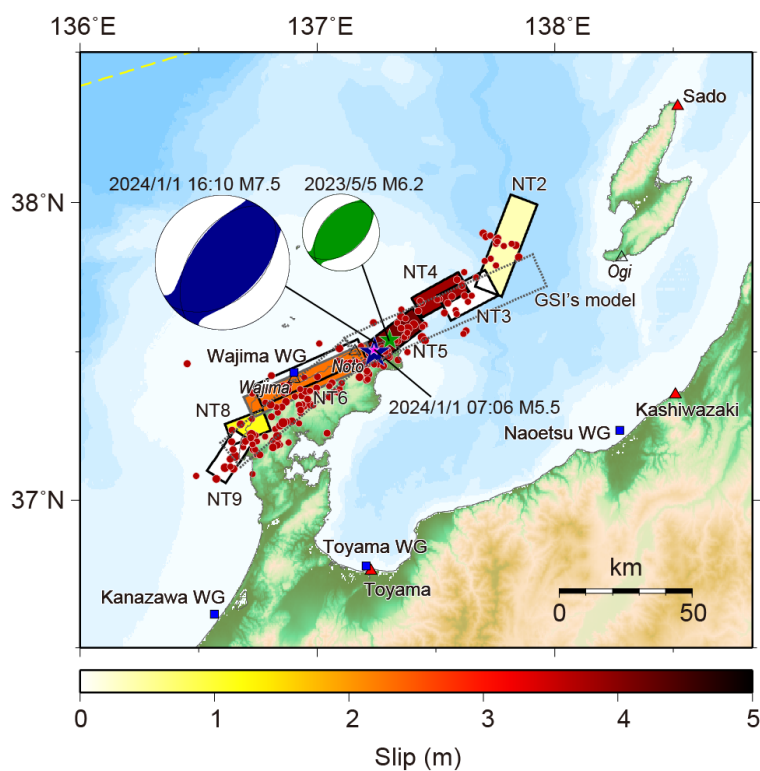 136°E 137°E 138°E
Sado
2024/1/1 16:10 M7.5
2023/5/5 M6.2
NT2
38°N
Ogi
NT4
GSI's model
NT3
Wajima WG
Noto
NT5
Wajima
NT6
2024/1/1 07:06 M5.5
Kashiwazaki
NT8
Naoetsu WG
37°N
NT9
Toyama WG
km
Kanazawa WG
Toyama
0 50
0 1 2 3 4 5
Slip (m)